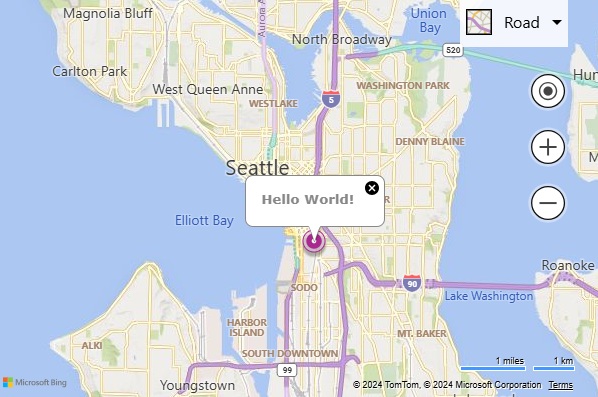 Magnolia Bluff
Aurora A
Union
Bay
Road
North Broadway
520
Carlton Park
Hun
West Queen Anne
WASHINGTON PARK
WESTLAKE
5
DENNY BLAINE
M
Seattle
Hello World!
R
Elliott Bay
Roanoke
90
SODO
Lake Washington
HARBOR
ISLAND
MT. BAKER
ALKI
SOUTH DOWNTOWN
1 miles
1 km
99
Microsoft Bing
Youngstown
© 2024 TomTom, © 2024 Microsoft Corporation Terms